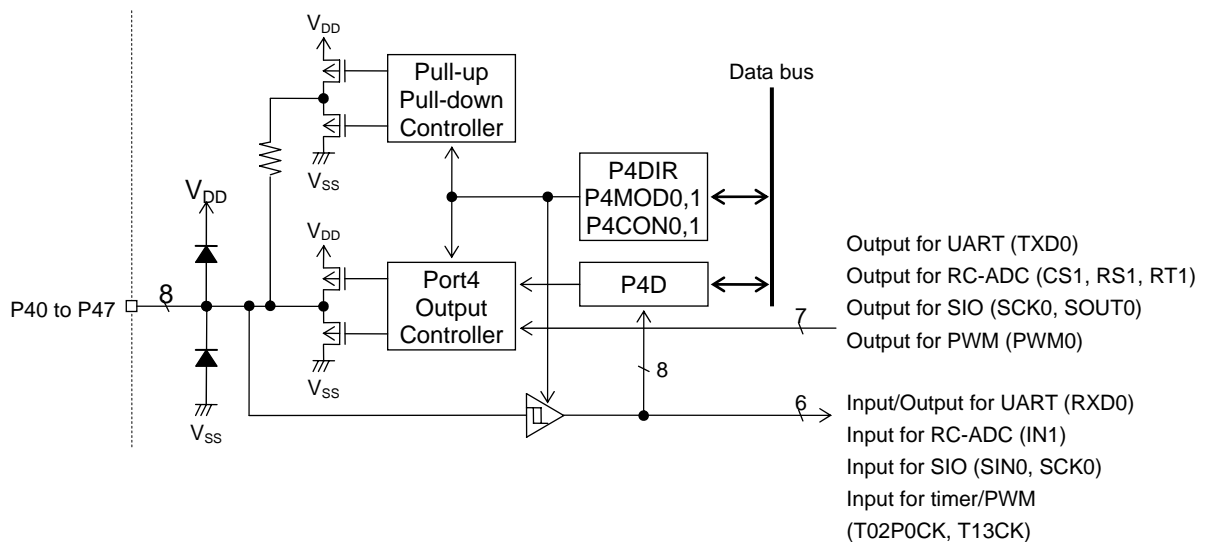 VDD
Pull-up
Pull-down
Controller
VSS
Data bus
P4DIR
P4MOD0,1
P4CON0,1
VDD
VDD
Port4
Output
Controller
P4D
P40 to P47
8
VSS
VSS
7
Output for UART (TXD0)
Output for RC-ADC (CS1, RS1, RT1)
Output for SIO (SCK0, SOUT0)
Output for PWM (PWM0)
8
6
Input/Output for UART (RXD0)
Input for RC-ADC (IN1)
Input for SIO (SIN0, SCK0)
Input for timer/PWM
(T02P0CK, T13CK)